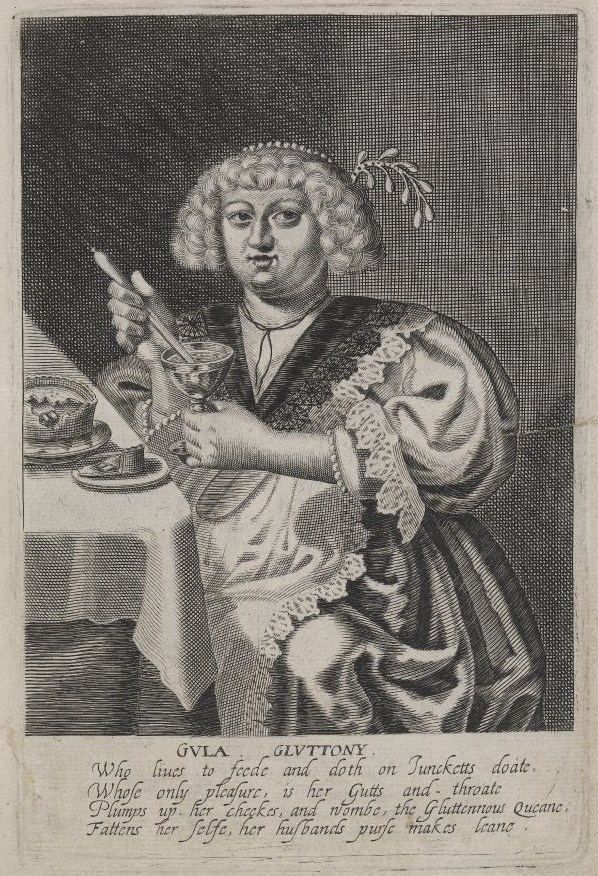 GVLA . GLVTTONY .
Who liues to feede and doth on Juncketts doate.
Whose only pleasure, is her Gutts and throate
Plumps up her cheekes, and wombe, the Gluttennous Queane,
Fattens her selfe, her husbands purse makes leane .